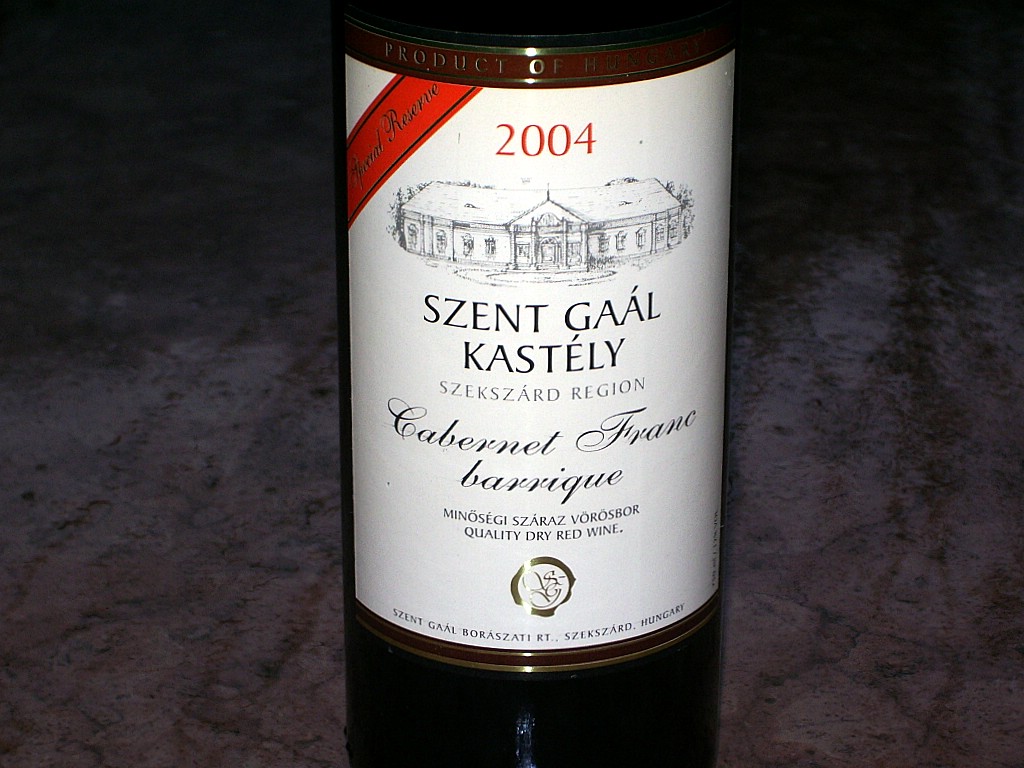 PRODUCT OF HUNGARY
Special Reserve
2004
SZENT GAÁL
KASTÉLY
SZEKSZÁRD REGION
Cabernet Franc
barrique
MINŐSÉGI SZÁRAZ VÖRÖSBOR
QUALITY DRY RED WINE.
SZENT GAÁL BORÁSZATI RT., SZEKSZÁRD, HUNGARY